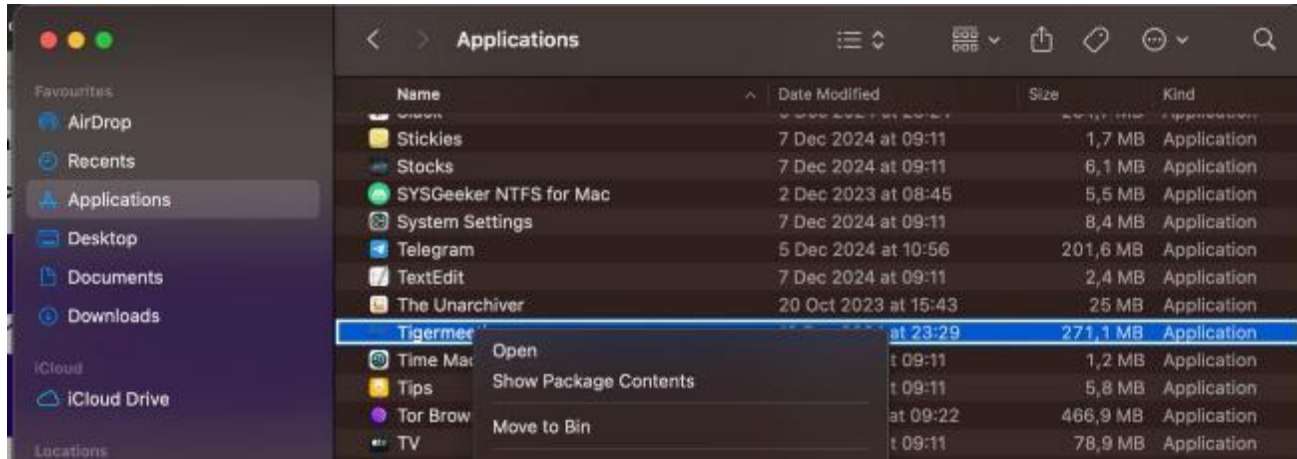 Applications
Favourites
AirDrop
Recents
Applications
Desktop
Documents
Downloads
iCloud
iCloud Drive
Locations
Name Date Modified Size Kind
Stickies 7 Dec 2024 at 09:11 1,7 MB Application
Stocks 7 Dec 2024 at 09:11 6,1 MB Application
SYSGeeker NTFS for Mac 2 Dec 2023 at 08:45 5,5 MB Application
System Settings 7 Dec 2024 at 09:11 8,4 MB Application
Telegram 5 Dec 2024 at 10:56 201,6 MB Application
TextEdit 7 Dec 2024 at 09:11 2,4 MB Application
The Unarchiver 20 Oct 2023 at 15:43 25 MB Application
Tigermee at 23:29 271,1 MB Application
Time Mac t 09:11 1,2 MB Application
Tips t 09:11 5,8 MB Application
Tor Brow at 09:22 466,9 MB Application
TV t 09:11 78,9 MB Application
Open
Show Package Contents
Move to Bin